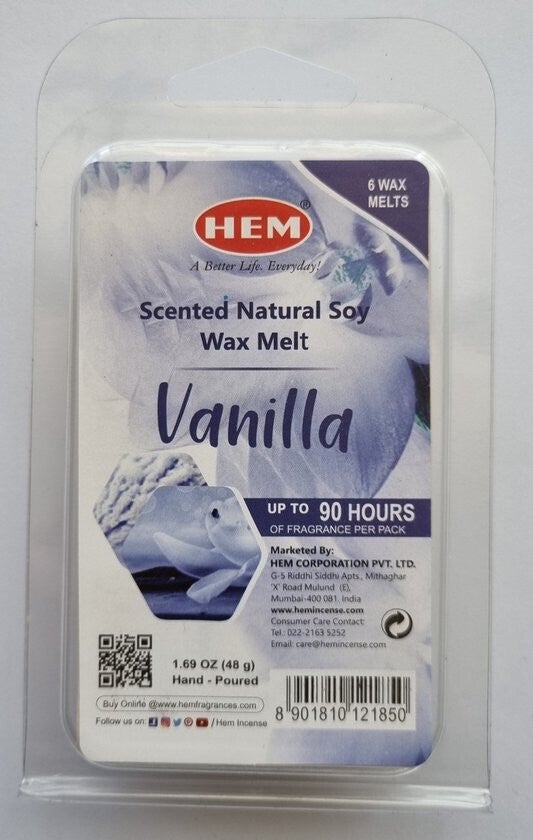 6 WAX
MELTS
HEM®
A Better Life. Everyday!
Scented Natural Soy
Wax Melt
Vanilla
UP TO 90 HOURS
OF FRAGRANCE PER PACK
Marketed By:
HEM CORPORATION PVT. LTD.
G-5 Riddhi Siddhi Apts., Mithaghar
'X' Road Mulund (E),
Mumbai-400 081. India
www.hemincense.com
Consumer Care Contact:
Tel.: 022-2163 5252
Email: care@hemincense.com
1.69 OZ (48 g)
Hand - Poured
Buy Online @www.hemfragrances.com
Follow us on: / Hem Incense
8 901810 121850